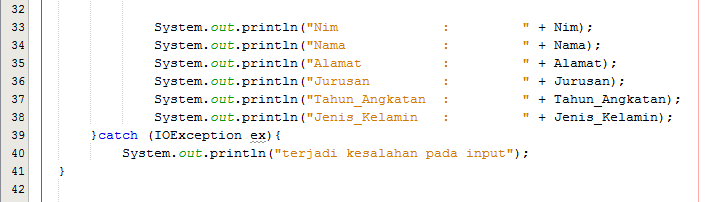 32
33 System.out.println("Nim             :          " + Nim);
34 System.out.println("Nama            :          " + Nama);
35 System.out.println("Alamat          :          " + Alamat);
36 System.out.println("Jurusan         :          " + Jurusan);
37 System.out.println("Tahun_Angkatan  :          " + Tahun_Angkatan);
38 System.out.println("Jenis_Kelamin   :          " + Jenis_Kelamin);
39 }catch (IOException ex){
40 System.out.println("terjadi kesalahan pada input");
41 }
42